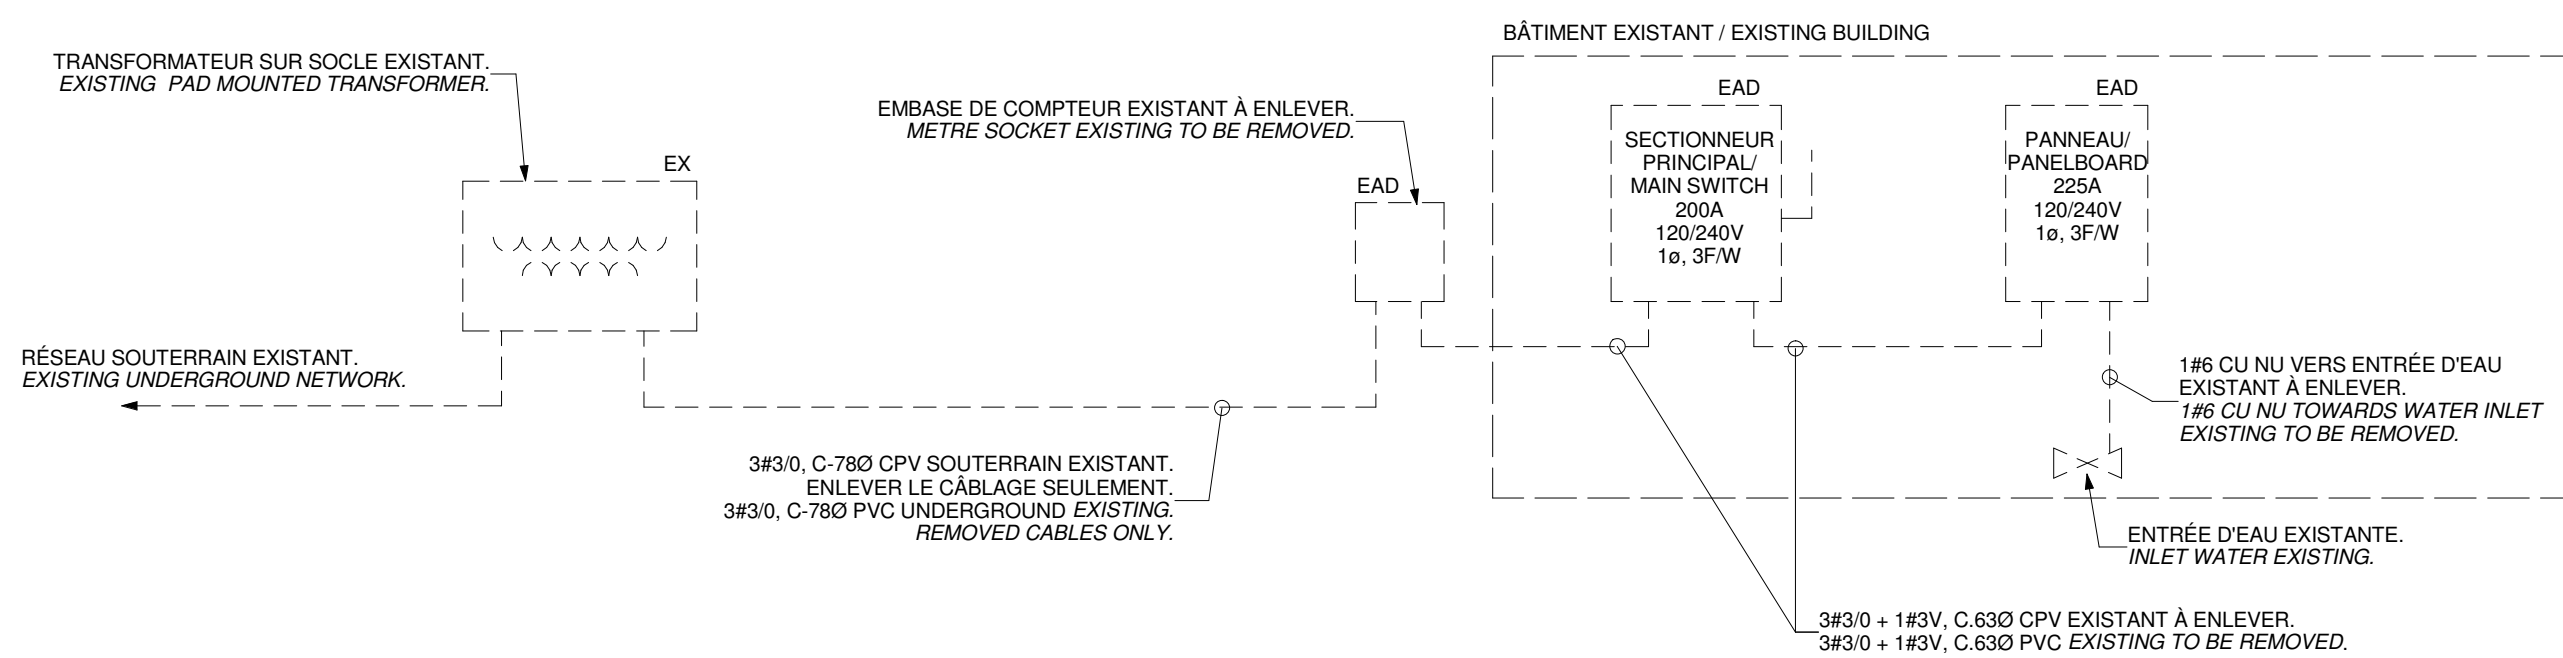 BÂTIMENT EXISTANT / EXISTING BUILDING
TRANSFORMATEUR SUR SOCLE EXISTANT.
EXISTING PAD MOUNTED TRANSFORMER.
EX
EMBASE DE COMPTEUR EXISTANT À ENLEVER.
METRE SOCKET EXISTING TO BE REMOVED.
EAD
EAD
SECTIONNEUR
PRINCIPAL/
MAIN SWITCH
200A
120/240V
1ø, 3F/W
EAD
PANNEAU/
PANELBOARD
225A
120/240V
1ø, 3F/W
RÉSEAU SOUTERRAIN EXISTANT.
EXISTING UNDERGROUND NETWORK.
1#6 CU NU VERS ENTRÉE D'EAU
EXISTANT À ENLEVER.
1#6 CU NU TOWARDS WATER INLET
EXISTING TO BE REMOVED.
3#3/0, C-78Ø CPV SOUTERRAIN EXISTANT.
ENLEVER LE CÂBLAGE SEULEMENT.
3#3/0, C-78Ø PVC UNDERGROUND EXISTING.
REMOVED CABLES ONLY.
ENTRÉE D'EAU EXISTANTE.
INLET WATER EXISTING.
3#3/0 + 1#3V, C.63Ø CPV EXISTANT À ENLEVER.
3#3/0 + 1#3V, C.63Ø PVC EXISTING TO BE REMOVED.